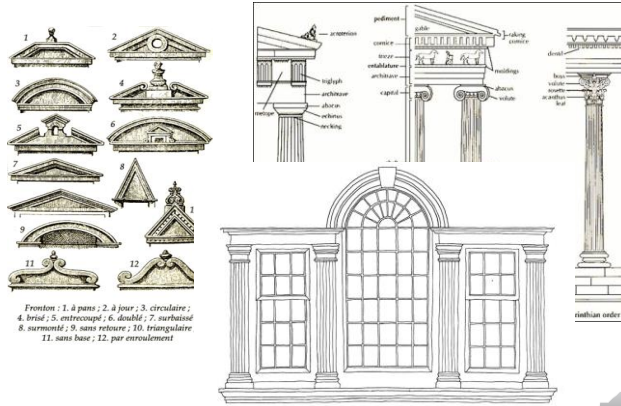 1
2
3
4
5
6
7
8
1
9
11
12
Fronton : 1. à pans ; 2. à jour ; 3. circulaire ;
4. brisé ; 5. entrecoupé ; 6. doublé ; 7. surbaissé
8. surmonté ; 9. sans retoure ; 10. triangulaire
11. sans base ; 12. par enroulement
acroterion
triglyph
architrave
metope
abacus
echinus
necking
pediment
gable
raking
cornice
cornice
frieze
entablature
moldings
architrave
capital
abacus
volute
dentil
boss
volute
rosette
acanthus
leaf
rinthian order